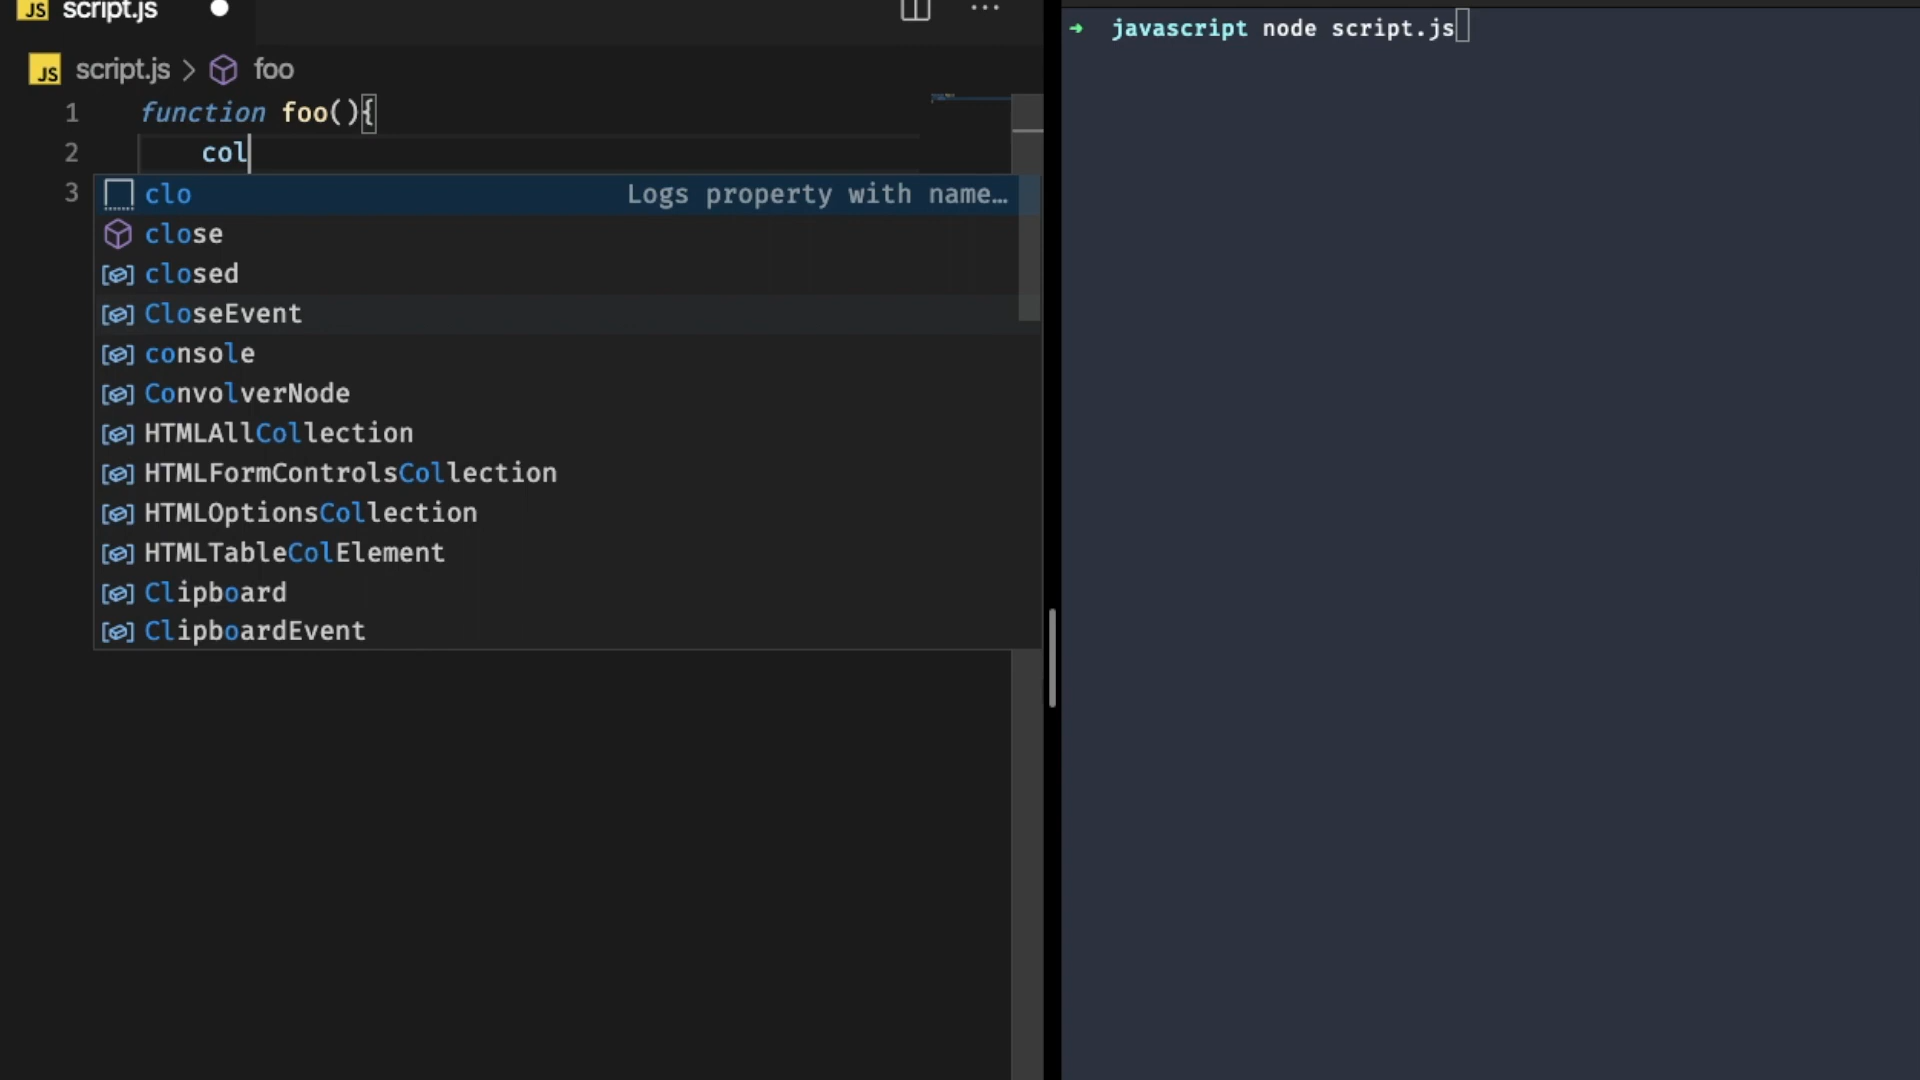 JS script.js
JS script.js > foo
1 function foo(){
2 col
3
clo Logs property with name…
close
closed
CloseEvent
console
ConvolverNode
HTMLAllCollection
HTMLFormControlsCollection
HTMLOptionsCollection
HTMLTableColElement
Clipboard
ClipboardEvent
➜ javascript node script.js